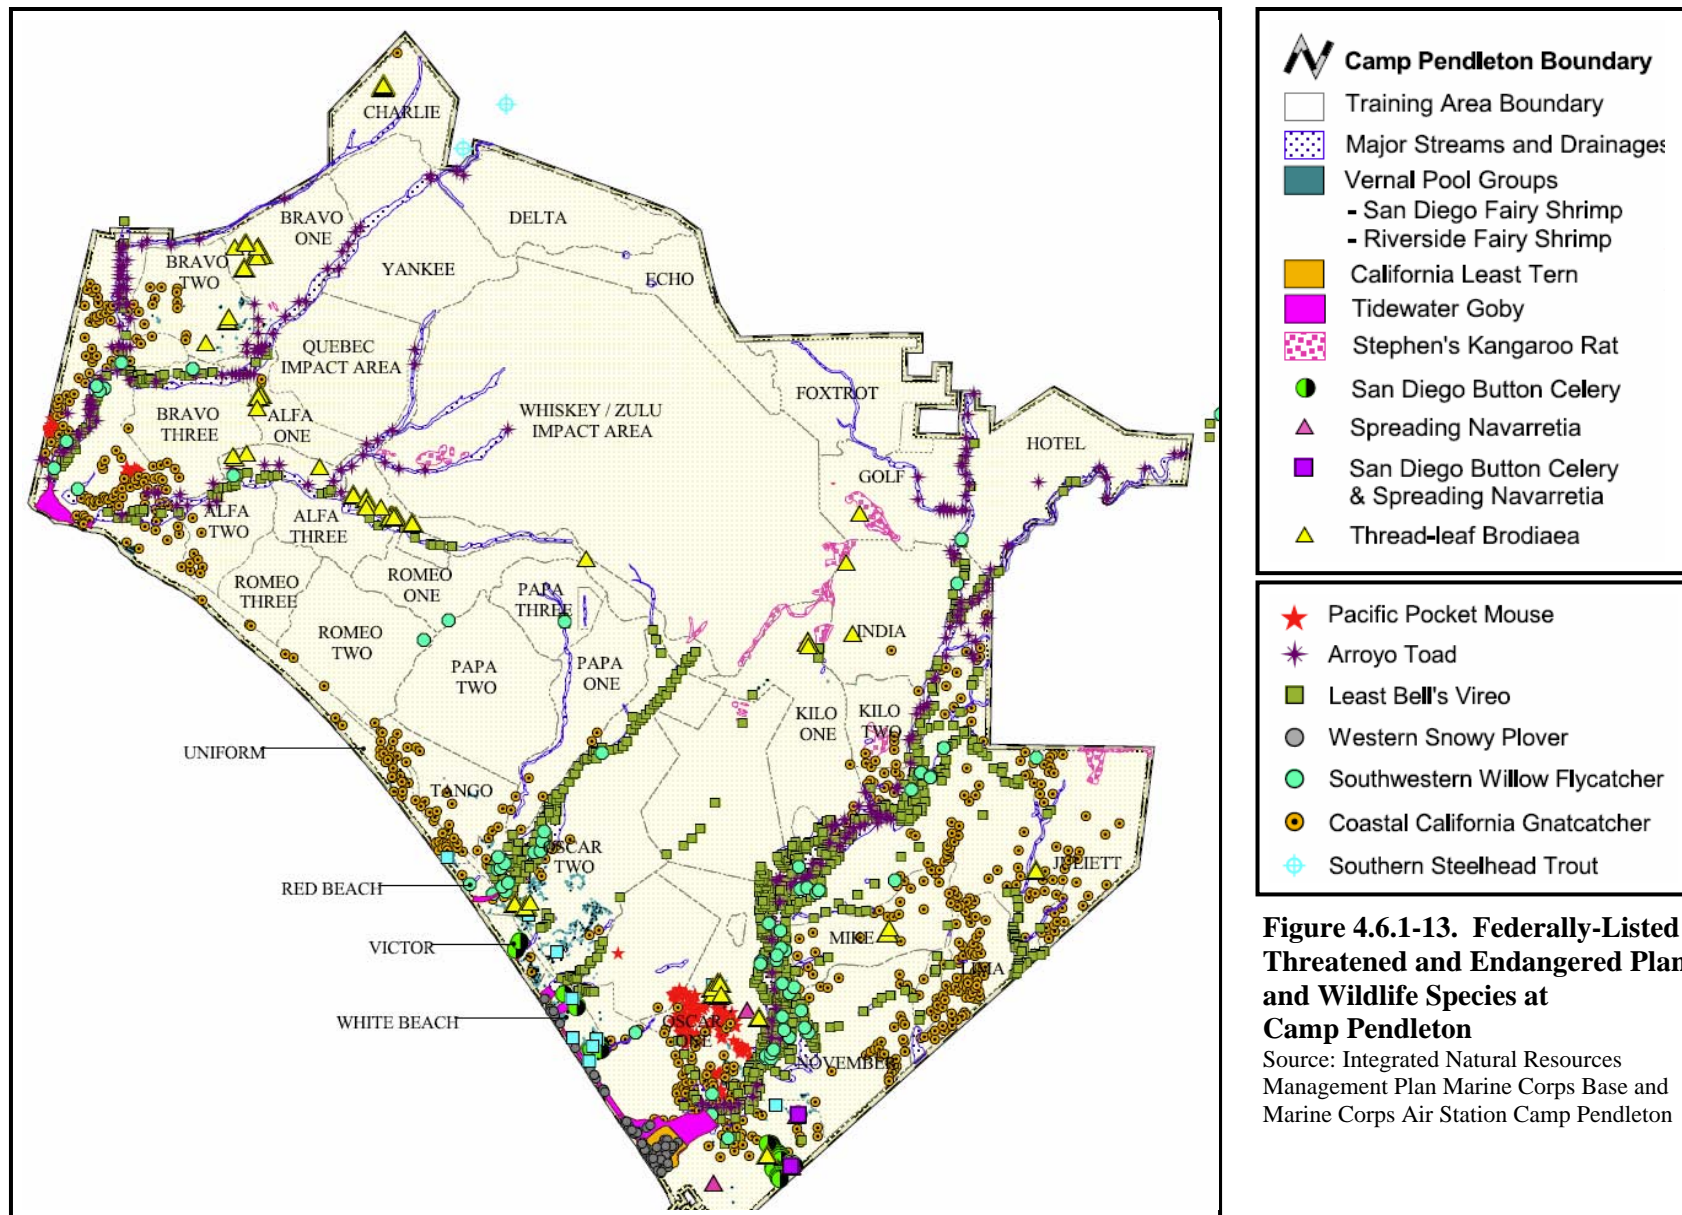 CHARLIE
BRAVO
ONE
DELTA
BRAVO
TWO
YANKEE
ECHO
QUEBEC
IMPACT AREA
FOXTROT
WHISKEY / ZULU
IMPACT AREA
BRAVO
THREE
ALFA
ONE
HOTEL
GOLF
ALFA
TWO
ALFA
THREE
ROMEO
THREE
ROMEO
ONE
PAPA
THREE
ROMEO
TWO
INDIA
PAPA
TWO
PAPA
ONE
KILO
ONE
KILO
TWO
UNIFORM
TANGO
OSCAR
TWO
JULIETT
RED BEACH
VICTOR
MIKE
LIMA
WHITE BEACH
OSCAR
ONE
NOVEMBER
Camp Pendleton Boundary
Training Area Boundary
Major Streams and Drainages
Vernal Pool Groups
- San Diego Fairy Shrimp
- Riverside Fairy Shrimp
California Least Tern
Tidewater Goby
Stephen's Kangaroo Rat
San Diego Button Celery
Spreading Navarretia
San Diego Button Celery
& Spreading Navarretia
Thread-leaf Brodiaea
Pacific Pocket Mouse
Arroyo Toad
Least Bell's Vireo
Western Snowy Plover
Southwestern Willow Flycatcher
Coastal California Gnatcatcher
Southern Steelhead Trout
Figure 4.6.1-13. Federally-Listed
Threatened and Endangered Plan
and Wildlife Species at
Camp Pendleton
Source: Integrated Natural Resources
Management Plan Marine Corps Base and
Marine Corps Air Station Camp Pendleton